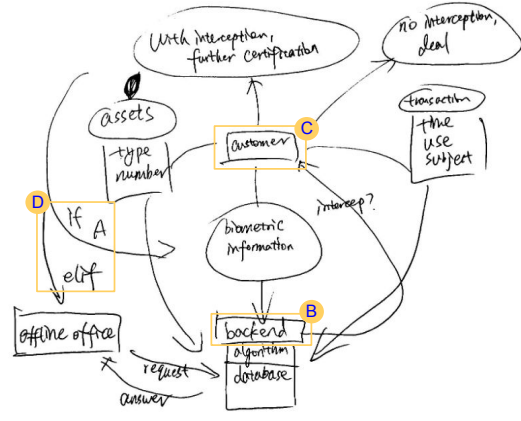 With interception,
further certification
no interception,
deal
assets
type
number
C
customer
transaction
time
use
subject
D
if A
elif
intercep?
biometric
information
B
backend
algorithm
database
offline office
request
answer